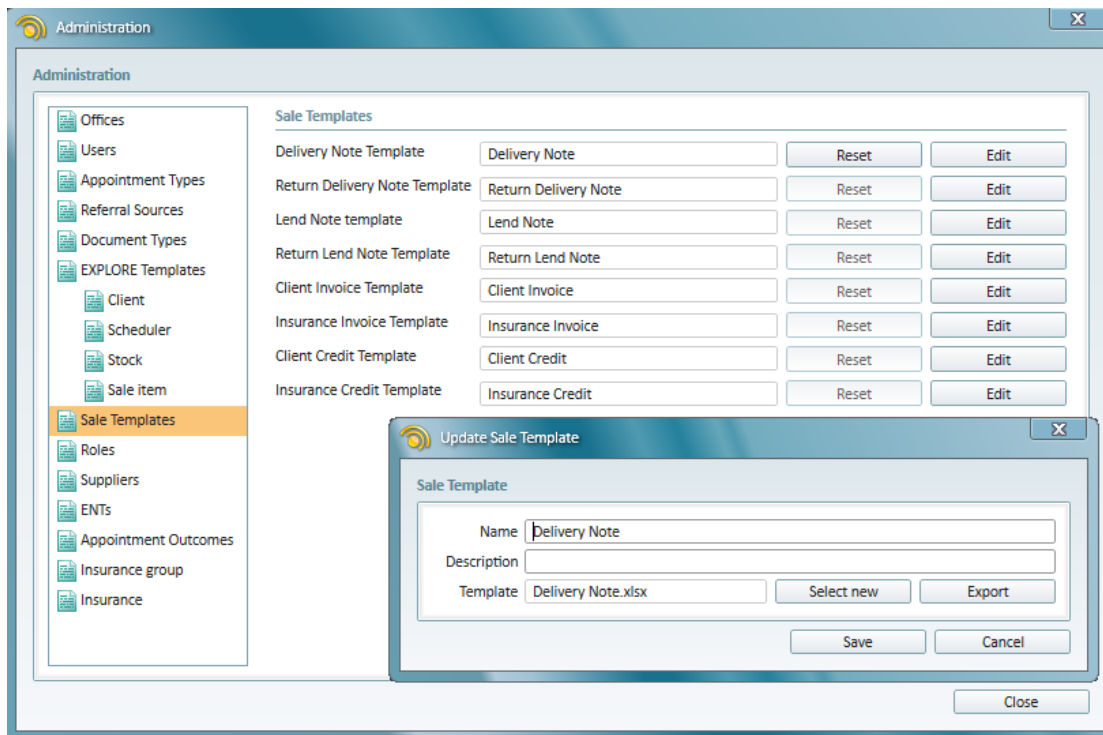 Administration
Administration
Offices
Users
Appointment Types
Referral Sources
Document Types
EXPLORE Templates
Client
Scheduler
Stock
Sale item
Sale Templates
Roles
Suppliers
ENTs
Appointment Outcomes
Insurance group
Insurance
Sale Templates
Delivery Note Template Delivery Note Reset Edit
Return Delivery Note Template Return Delivery Note Reset Edit
Lend Note template Lend Note Reset Edit
Return Lend Note Template Return Lend Note Reset Edit
Client Invoice Template Client Invoice Reset Edit
Insurance Invoice Template Insurance Invoice Reset Edit
Client Credit Template Client Credit Reset Edit
Insurance Credit Template Insurance Credit Reset Edit
Update Sale Template
Sale Template
Name Delivery Note
Description
Template Delivery Note.xlsx Select new Export
Save Cancel
Close